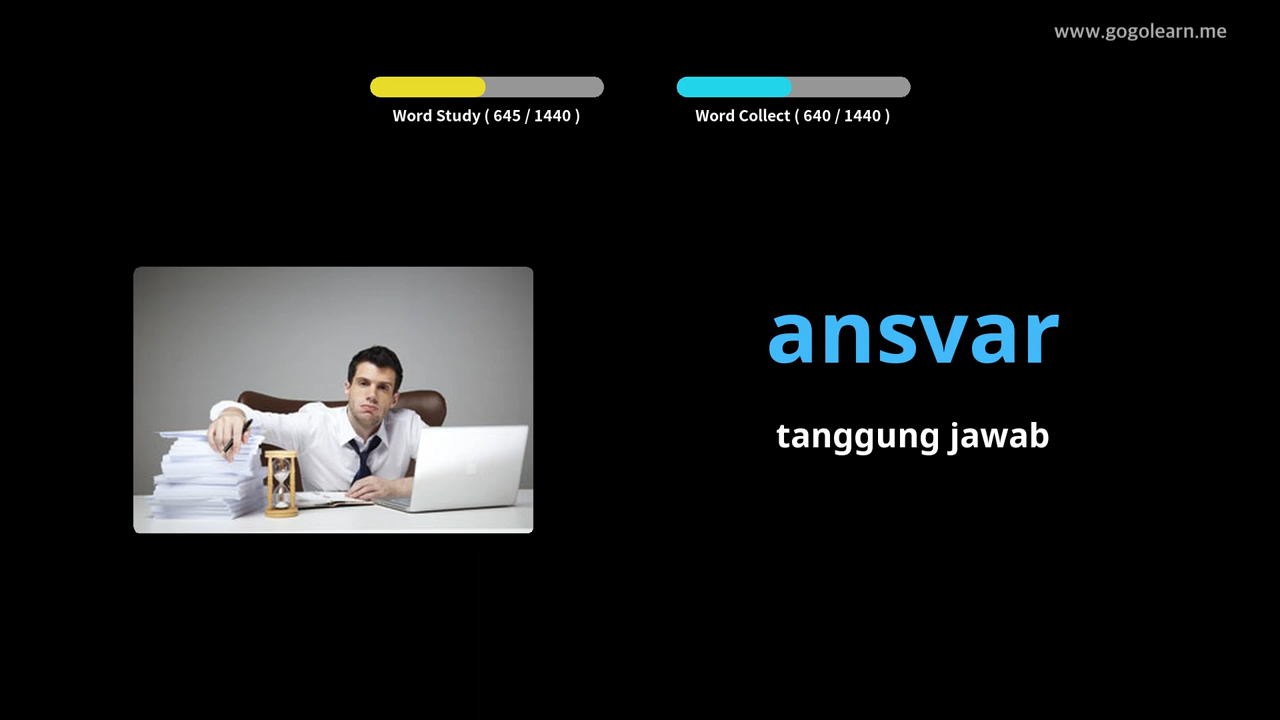 www.gogolearn.me
Word Study ( 645 / 1440 )
Word Collect ( 640 / 1440 )
ansvar
tanggung jawab